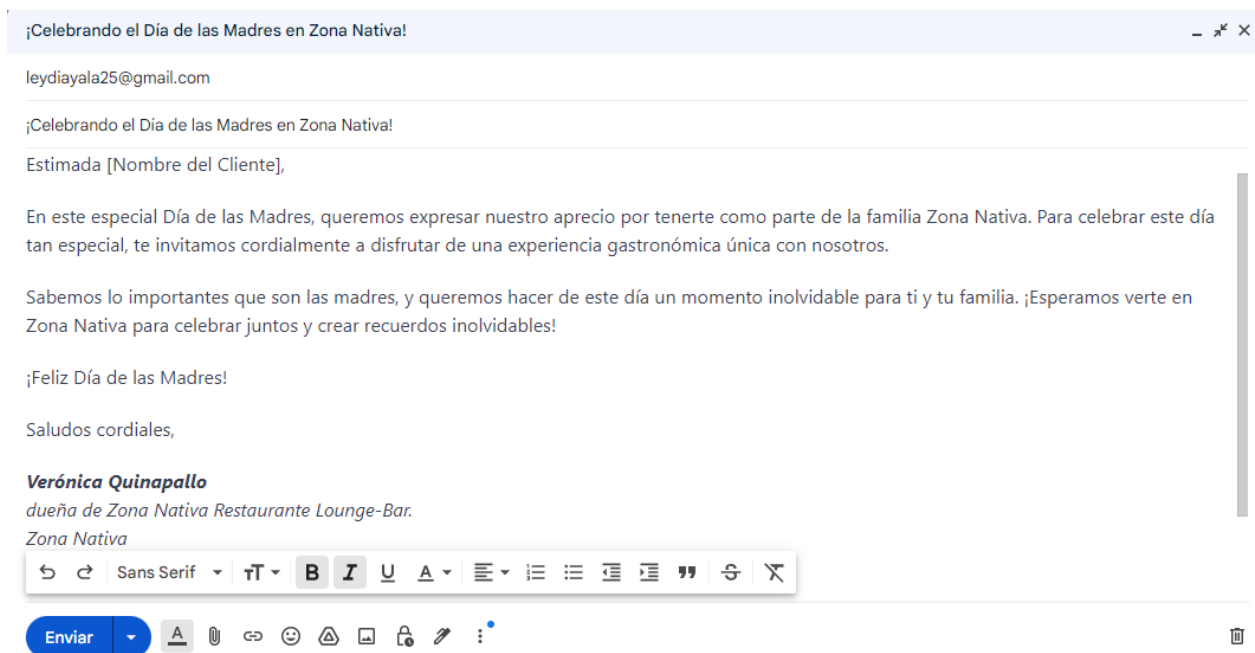 ¡Celebrando el Día de las Madres en Zona Nativa!
leydiayala25@gmail.com
¡Celebrando el Día de las Madres en Zona Nativa!
Estimada [Nombre del Cliente],
En este especial Día de las Madres, queremos expresar nuestro aprecio por tenerte como parte de la familia Zona Nativa. Para celebrar este día
tan especial, te invitamos cordialmente a disfrutar de una experiencia gastronómica única con nosotros.
Sabemos lo importantes que son las madres, y queremos hacer de este día un momento inolvidable para ti y tu familia. ¡Esperamos verte en
Zona Nativa para celebrar juntos y crear recuerdos inolvidables!
¡Feliz Día de las Madres!
Saludos cordiales,
Verónica Quinapallo
dueña de Zona Nativa Restaurante Lounge-Bar.
Zona Nativa
Sans Serif TT B I U A
Enviar A